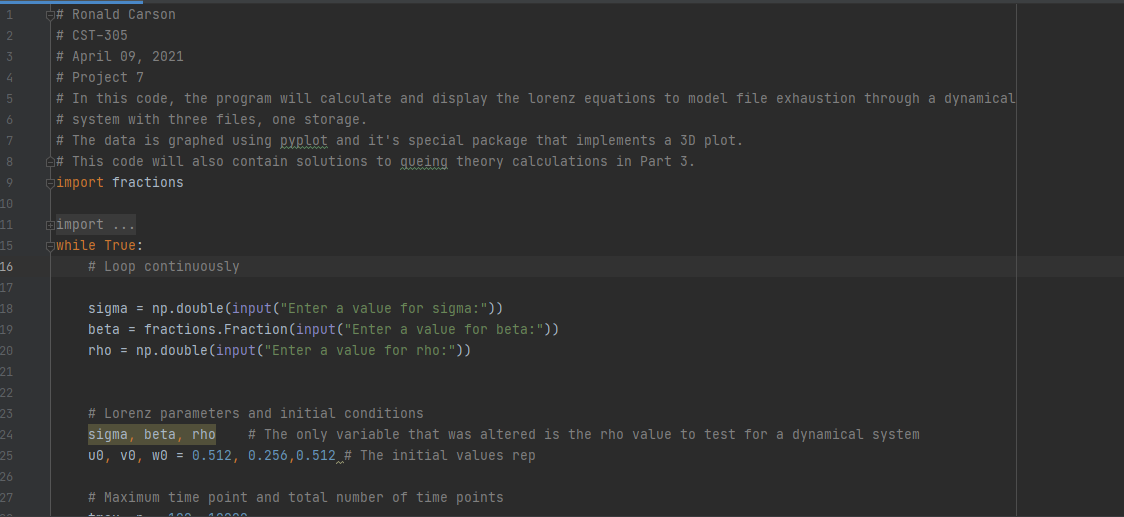 1 # Ronald Carson
2 # CST-305
3 # April 09, 2021
4 # Project 7
5 # In this code, the program will calculate and display the lorenz equations to model file exhaustion through a dynamical
6 # system with three files, one storage.
7 # The data is graphed using pyplot and it's special package that implements a 3D plot.
8 # This code will also contain solutions to queing theory calculations in Part 3.
9 import fractions
10
11 import ...
15 while True:
16 # Loop continuously
17
18 sigma = np.double(input("Enter a value for sigma:"))
19 beta = fractions.Fraction(input("Enter a value for beta:"))
20 rho = np.double(input("Enter a value for rho:"))
21
22
23 # Lorenz parameters and initial conditions
24 sigma, beta, rho # The only variable that was altered is the rho value to test for a dynamical system
25 u0, v0, w0 = 0.512, 0.256,0.512 # The initial values rep
26
27 # Maximum time point and total number of time points
28 tmax, n = 100, 10000